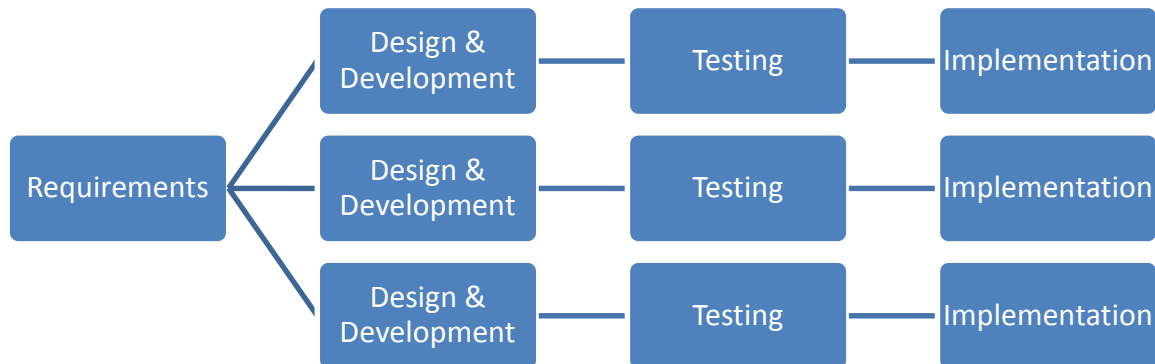 Design &
Development
Testing
Implementation
Requirements
Design &
Development
Testing
Implementation
Design &
Development
Testing
Implementation